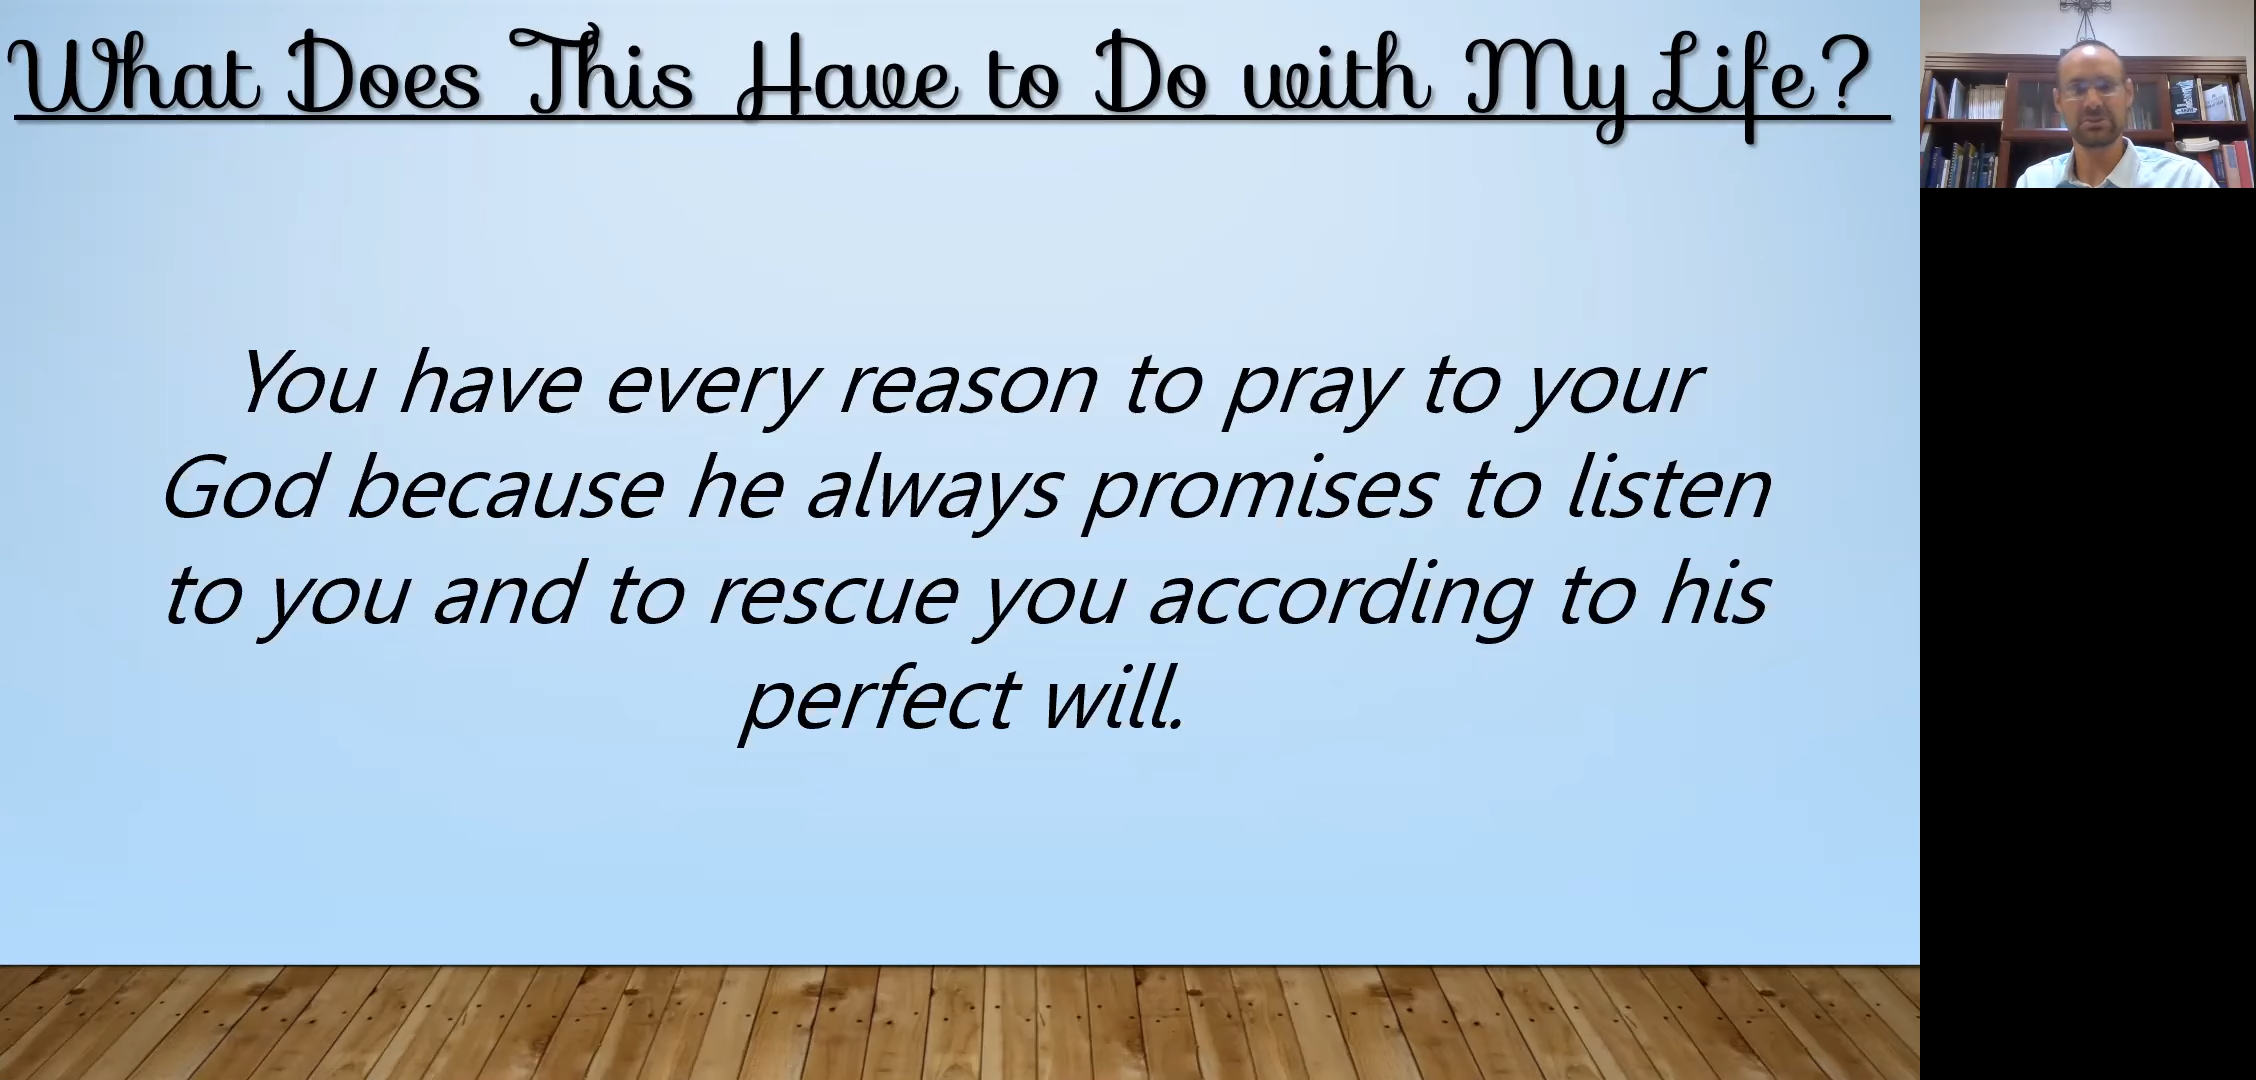 What Does This Have to Do with My Life?
You have every reason to pray to your
God because he always promises to listen
to you and to rescue you according to his
perfect will.